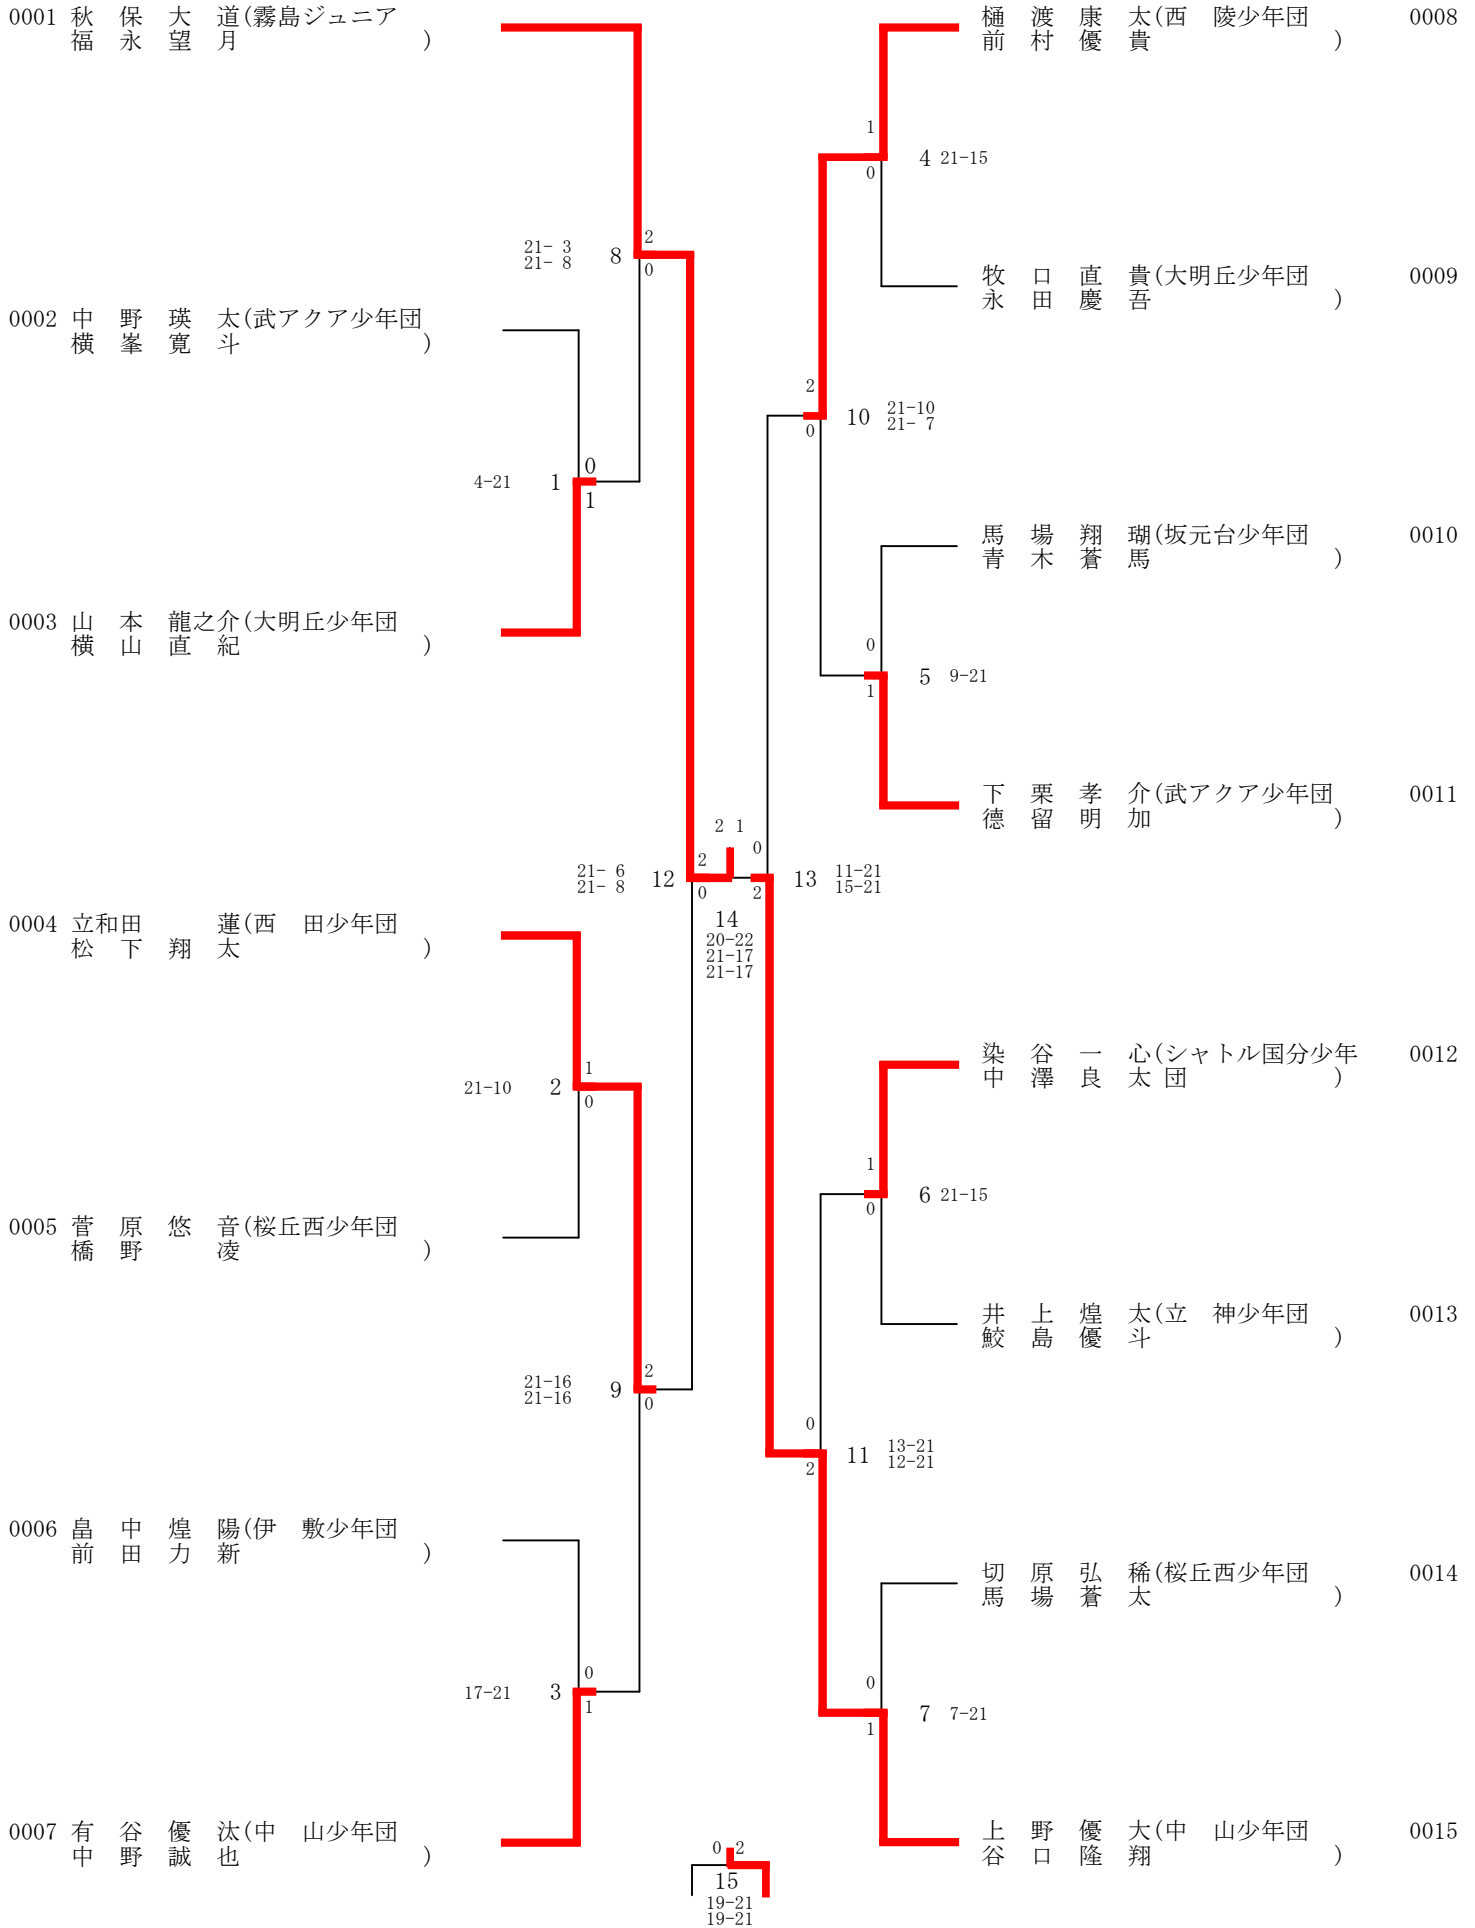 0001 秋 保 大 道(霧島ジュニア
福 永 望 月 )
21- 3
21- 8
8
2
0
0002 中 野 瑛 太(武アクア少年団
横 峯 寛 斗 )
4-21
1
0
1
0003 山 本 龍之介(大明丘少年団
横 山 直 紀 )
21- 6
21- 8
12
2
0
0004 立和田 蓮(西 田少年団
松 下 翔 太 )
21-10
2
1
0
0005 菅 原 悠 音(桜丘西少年団
橋 野 凌 )
21-16
21-16
9
2
0
0006 畠 中 煌 陽(伊 敷少年団
前 田 力 新 )
17-21
3
0
1
0007 有 谷 優 汰(中 山少年団
中 野 誠 也 )
2 1
14
20-22
21-17
21-17
0 2
15
19-21
19-21
樋 渡 康 太(西 陵少年団 0008
前 村 優 貴 )
1
0
4 21-15
牧 口 直 貴(大明丘少年団 0009
永 田 慶 吾 )
2
0
10
21-10
21- 7
馬 場 翔 瑚(坂元台少年団 0010
青 木 蒼 馬 )
0
1
5 9-21
下 栗 孝 介(武アクア少年団 0011
德 留 明 加 )
0
2
13
11-21
15-21
染 谷 一 心(シャトル国分少年 0012
中 澤 良 太 団 )
1
0
6 21-15
井 上 煌 太(立 神少年団 0013
鮫 島 優 斗 )
0
2
11
13-21
12-21
切 原 弘 稀(桜丘西少年団 0014
馬 場 蒼 太 )
0
1
7 7-21
上 野 優 大(中 山少年団 0015
谷 口 隆 翔 )